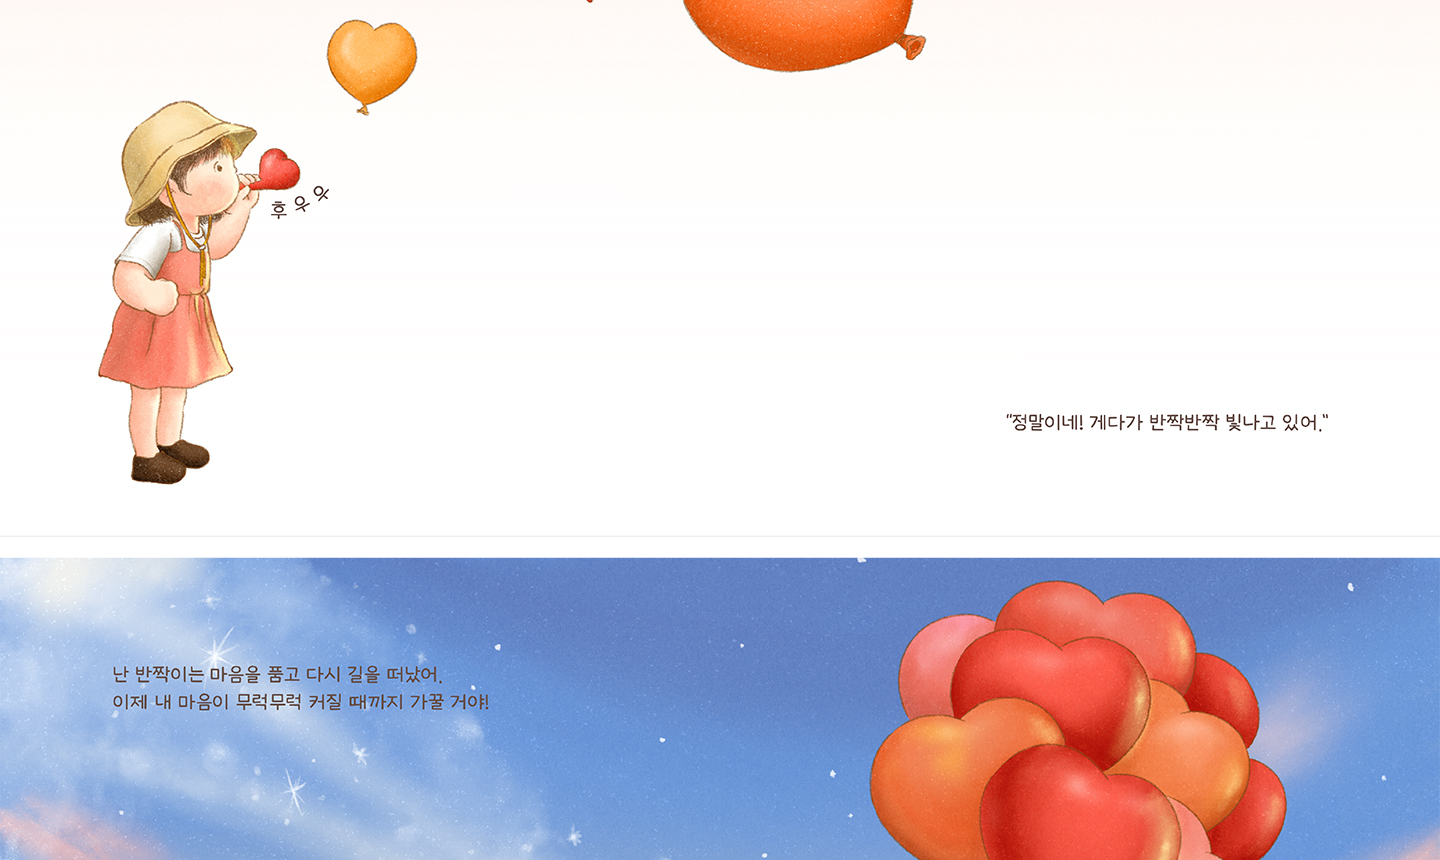 후우우
"정말이네! 게다가 반짝반짝 빛나고 있어."
난 반짝이는 마음을 품고 다시 길을 떠났어.
이제 내 마음이 무럭무럭 커질 때까지 가꿀 거야!